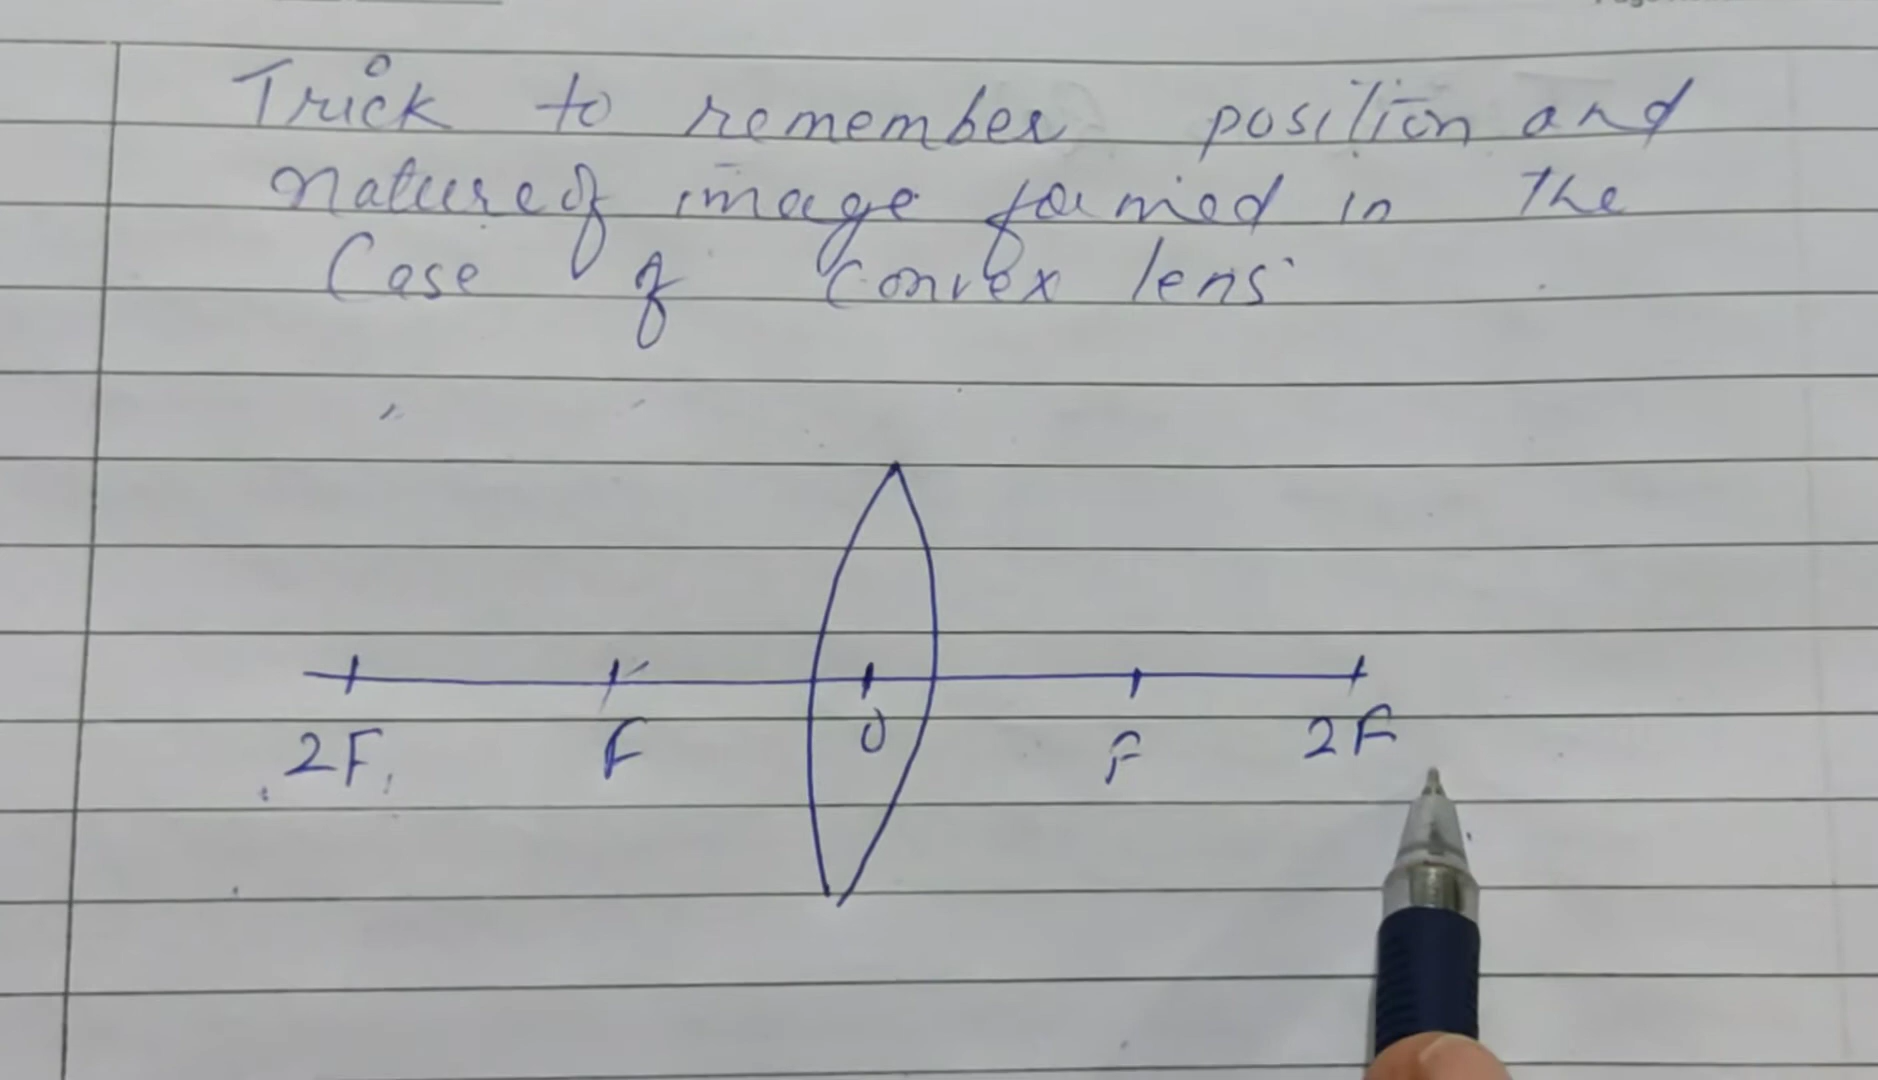 Trick to remember position and
nature of image formed in the
Case of Convex lens
2F F O F 2F